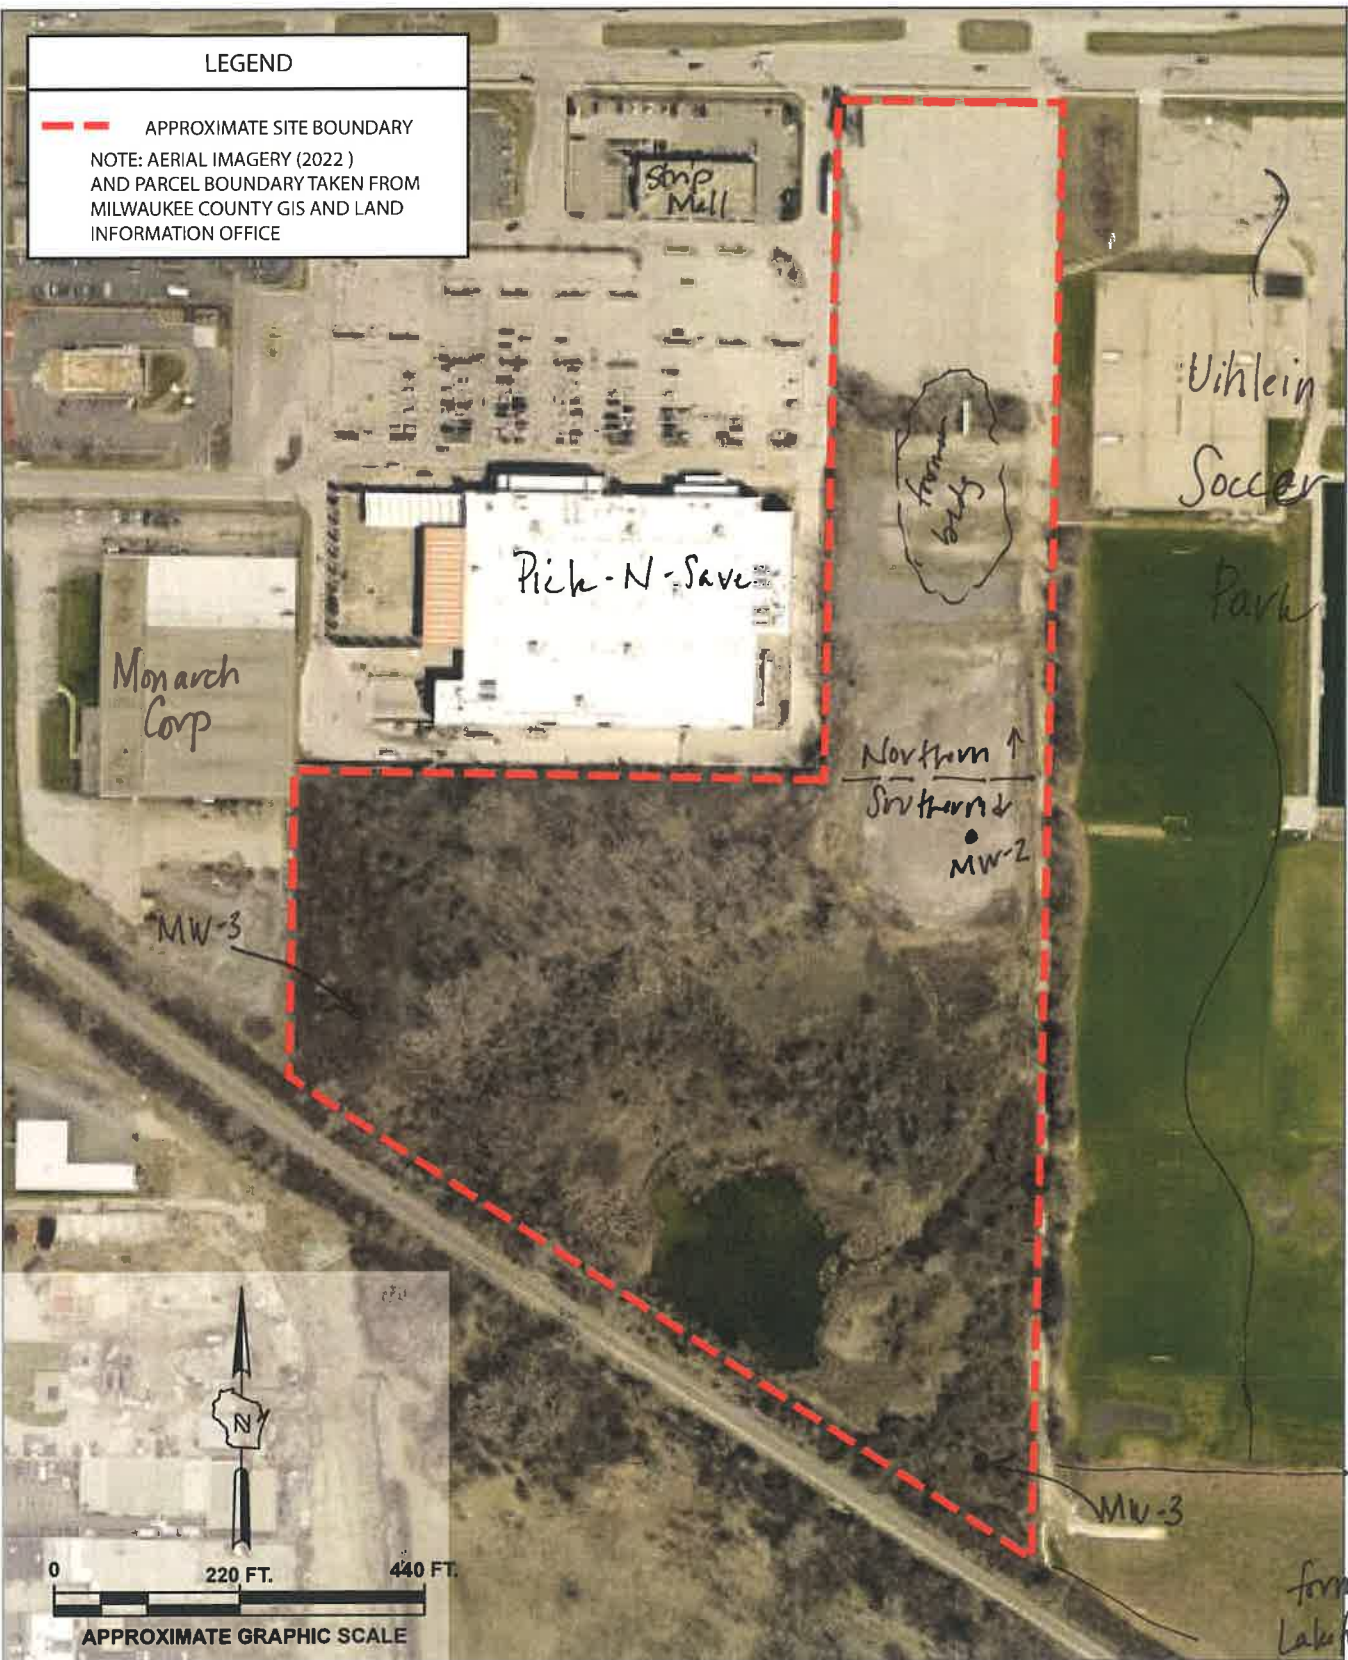 LEGEND
APPROXIMATE SITE BOUNDARY
NOTE: AERIAL IMAGERY (2022 )
AND PARCEL BOUNDARY TAKEN FROM
MILWAUKEE COUNTY GIS AND LAND
INFORMATION OFFICE
Strip
Mall
Uihlein
Soccer
Park
former
bldg
Pick-N-Save
Monarch
Corp
Northern ↑
Southern ↓
MW-2
MW-3
MW-3
N
0 220 FT. 440 FT.
APPROXIMATE GRAPHIC SCALE